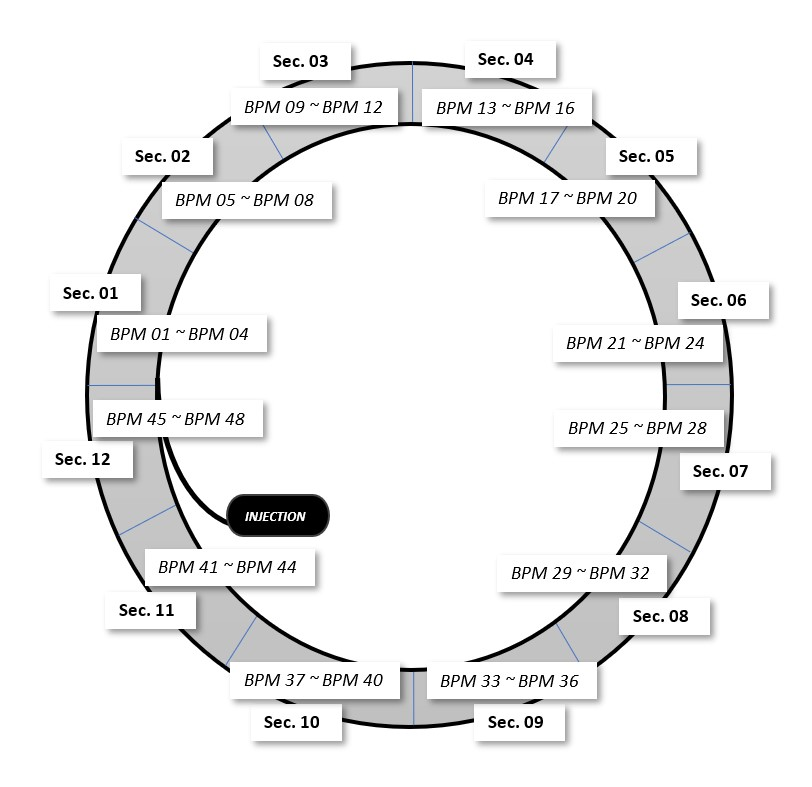 Sec. 03
Sec. 04
BPM 09 ~ BPM 12
BPM 13 ~ BPM 16
Sec. 02
Sec. 05
BPM 05 ~ BPM 08
BPM 17 ~ BPM 20
Sec. 01
Sec. 06
BPM 01 ~ BPM 04
BPM 21 ~ BPM 24
BPM 45 ~ BPM 48
BPM 25 ~ BPM 28
Sec. 12
Sec. 07
INJECTION
BPM 41 ~ BPM 44
BPM 29 ~ BPM 32
Sec. 11
Sec. 08
BPM 37 ~ BPM 40
BPM 33 ~ BPM 36
Sec. 10
Sec. 09